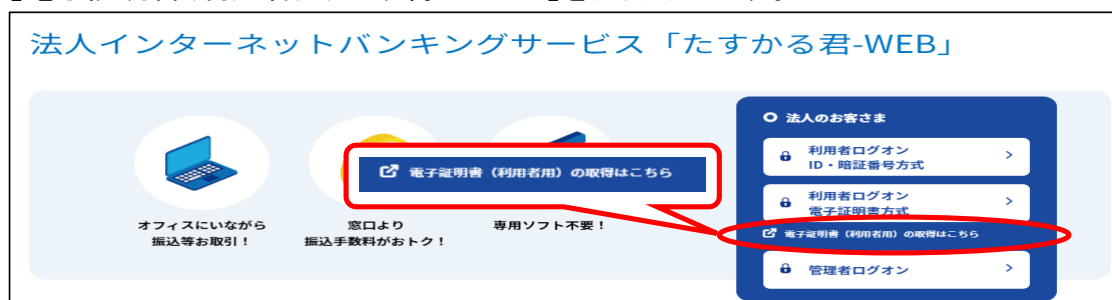 法人インターネットバンキングサービス「たすかる君-WEB」
法人のお客さま
利用者ログオン
ID・暗証番号方式
利用者ログオン
電子証明書方式
電子証明書（利用者用）の取得はこちら
管理者ログオン
電子証明書（利用者用）の取得はこちら
オフィスにいながら
振込等お取引！
窓口より
振込手数料がおトク！
専用ソフト不要！